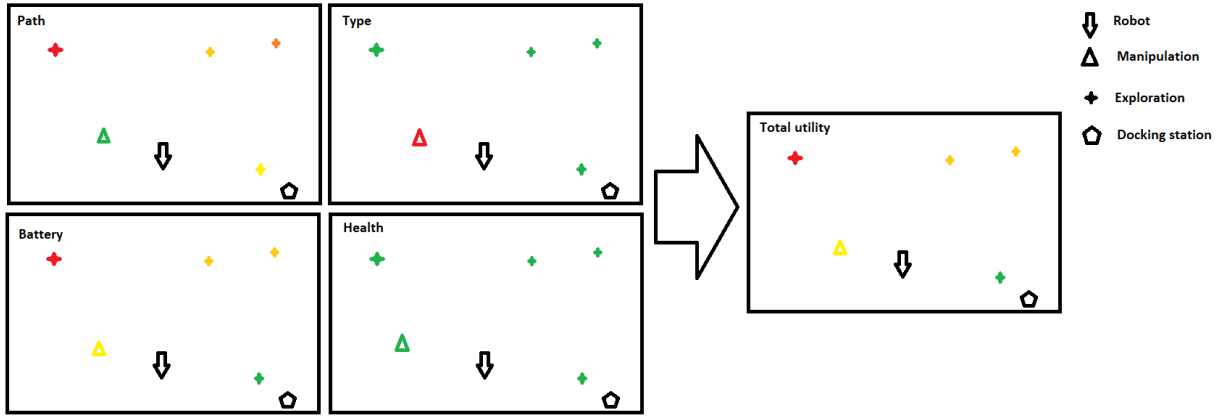 Path
Type
Battery
Health
Total utility
Robot
Manipulation
Exploration
Docking station